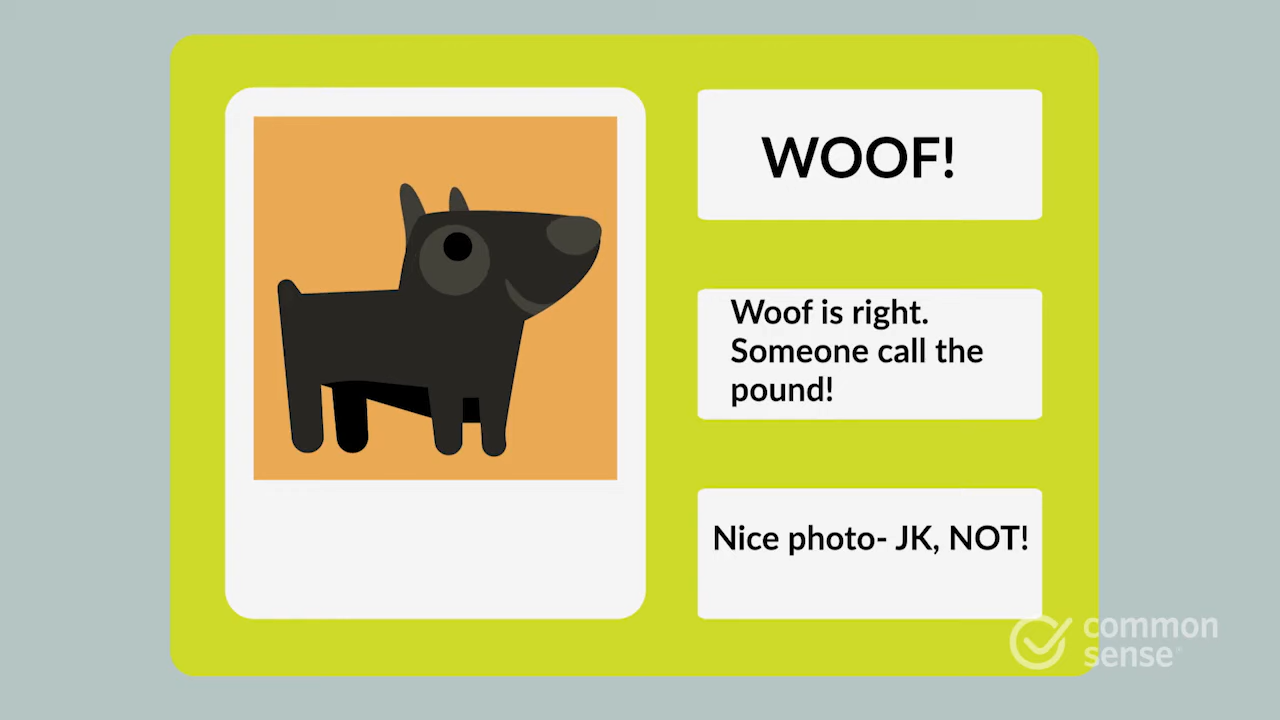 WOOF!
Woof is right.
Someone call the
pound!
Nice photo- JK, NOT!
common
sense